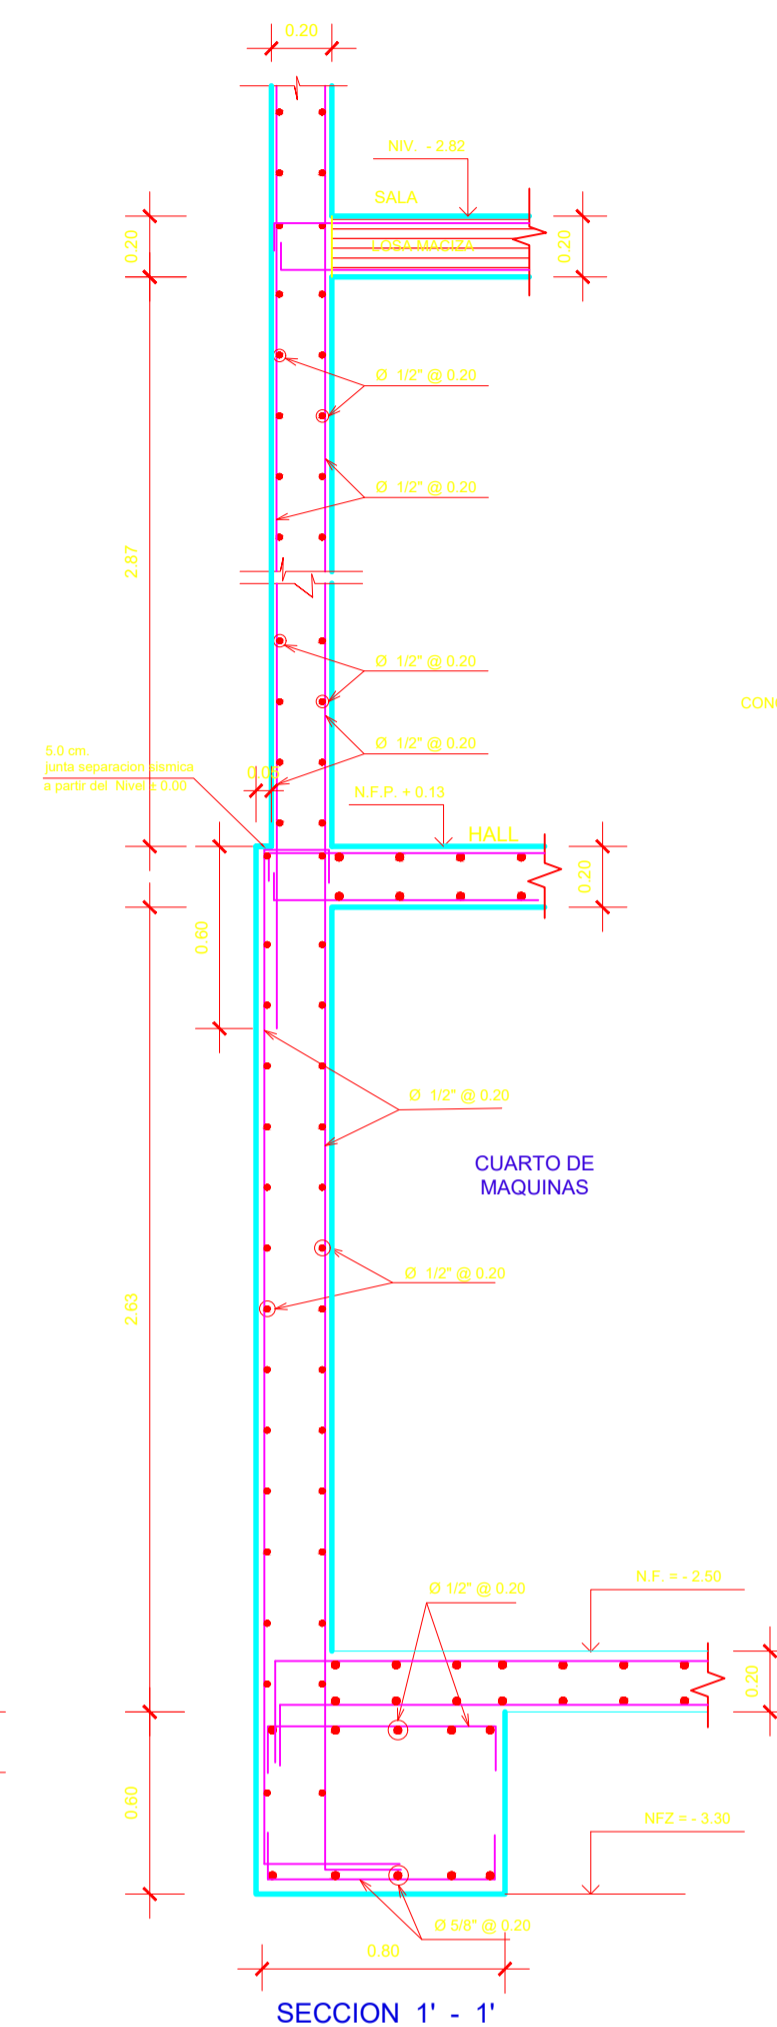 0.20
NIV. - 2.82
SALA
0.20
LOSA MACIZA
0.20
Ø 1/2" @ 0.20
Ø 1/2" @ 0.20
2.87
Ø 1/2" @ 0.20
CON
Ø 1/2" @ 0.20
5.0 cm.
junta separacion sismica
a partir del Nivel ± 0.00
0.05
N.F.P. + 0.13
HALL
0.20
0.60
Ø 1/2" @ 0.20
CUARTO DE
MAQUINAS
Ø 1/2" @ 0.20
2.63
Ø 1/2" @ 0.20
N.F. = - 2.50
0.20
0.60
NFZ = - 3.30
Ø 5/8" @ 0.20
0.80
SECCION 1' - 1'